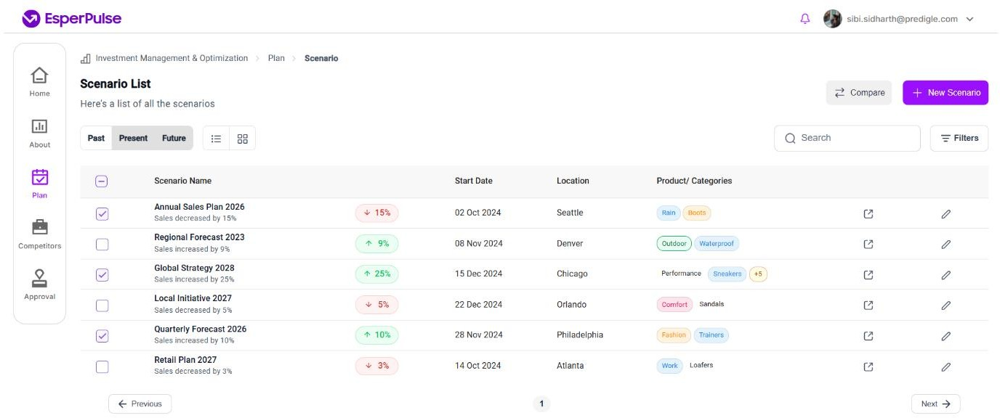 EsperPulse
sibi.sidharth@predigle.com
Investment Management & Optimization > Plan > Scenario
Home
About
Plan
Competitors
Approval
Scenario List
Here's a list of all the scenarios
Compare
+ New Scenario
Past Present Future
Search
Filters
Scenario Name Start Date Location Product/ Categories
Annual Sales Plan 2026
Sales decreased by 15%
↓ 15% 02 Oct 2024 Seattle Rain Boots
Regional Forecast 2023
Sales increased by 9%
↑ 9% 08 Nov 2024 Denver Outdoor Waterproof
Global Strategy 2028
Sales increased by 25%
↑ 25% 15 Dec 2024 Chicago Performance Sneakers +5
Local Initiative 2027
Sales decreased by 5%
↓ 5% 22 Dec 2024 Orlando Comfort Sandals
Quarterly Forecast 2026
Sales increased by 10%
↑ 10% 28 Nov 2024 Philadelphia Fashion Trainers
Retail Plan 2027
Sales decreased by 3%
↓ 3% 14 Oct 2024 Atlanta Work Loafers
← Previous 1 Next →